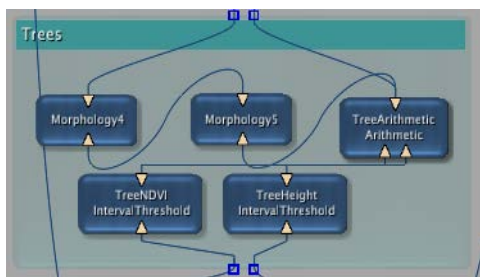 Trees
Morphology4
Morphology5
TreeArithmetic
Arithmetic
TreeNDVI
IntervalThreshold
TreeHeight
IntervalThreshold